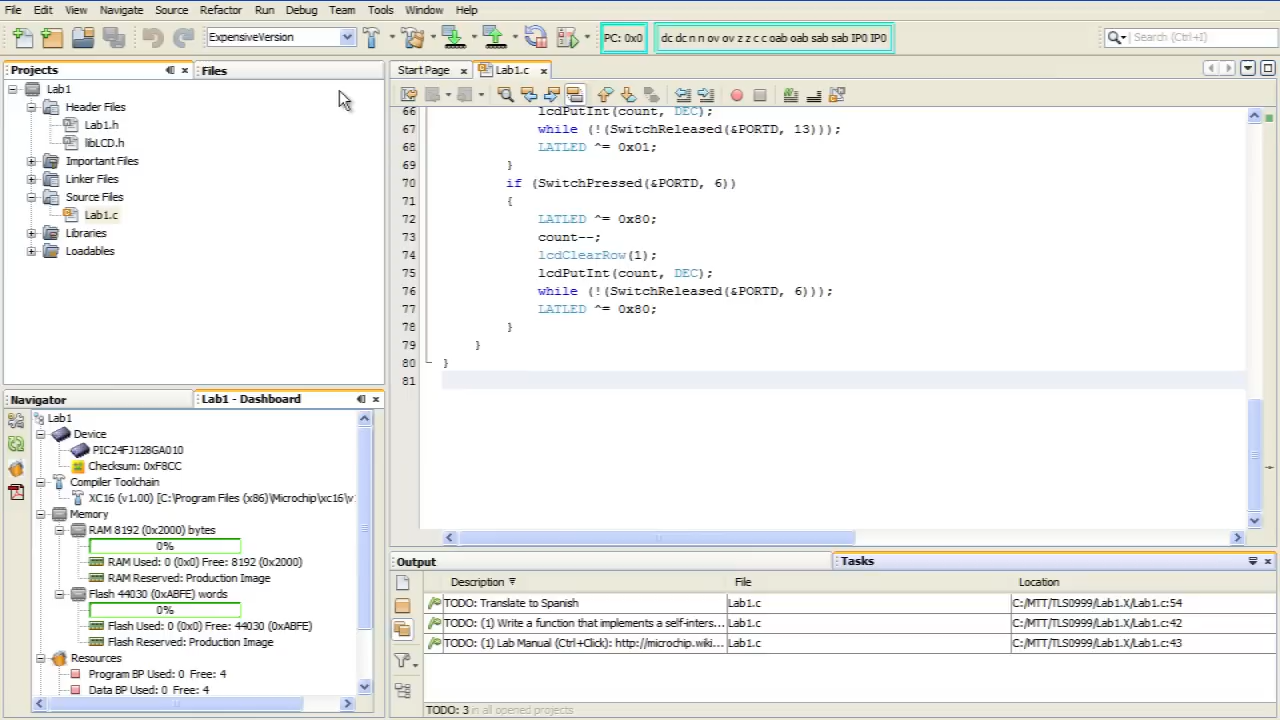 File Edit View Navigate Source Refactor Run Debug Team Tools Window Help
ExpensiveVersion
PC: 0x0
dc dc n n ov ov z z c c oab oab sab sab IP0 IP0
Search (Ctrl+I)
Projects
Files
Lab1
Header Files
Lab1.h
libLCD.h
Important Files
Linker Files
Source Files
Lab1.c
Libraries
Loadables
Start Page
Lab1.c
66 lcdPutInt(count, DEC);
67 while (!(SwitchReleased(&PORTD, 13)));
68 LATLED ^= 0x01;
69 }
70 if (SwitchPressed(&PORTD, 6))
71 {
72 LATLED ^= 0x80;
73 count--;
74 lcdClearRow(1);
75 lcdPutInt(count, DEC);
76 while (!(SwitchReleased(&PORTD, 6)));
77 LATLED ^= 0x80;
78 }
79 }
80 }
81
Navigator
Lab1 - Dashboard
Lab1
Device
PIC24FJ128GA010
Checksum: 0xF8CC
Compiler Toolchain
XC16 (v1.00) [C:\Program Files (x86)\Microchip\xc16\v
Memory
RAM 8192 (0x2000) bytes
0%
RAM Used: 0 (0x0) Free: 8192 (0x2000)
RAM Reserved: Production Image
Flash 44030 (0xABFE) words
0%
Flash Used: 0 (0x0) Free: 44030 (0xABFE)
Flash Reserved: Production Image
Resources
Program BP Used: 0 Free: 4
Data BP Used: 0 Free: 4
Output
Tasks
Description File Location
TODO: Translate to Spanish Lab1.c C:/MTT/TLS0999/Lab1.X/Lab1.c:54
TODO: (1) Write a function that implements a self-inters... Lab1.c C:/MTT/TLS0999/Lab1.X/Lab1.c:42
TODO: (1) Lab Manual (Ctrl+Click): http://microchip.wiki... Lab1.c C:/MTT/TLS0999/Lab1.X/Lab1.c:43
TODO: 3 in all opened projects